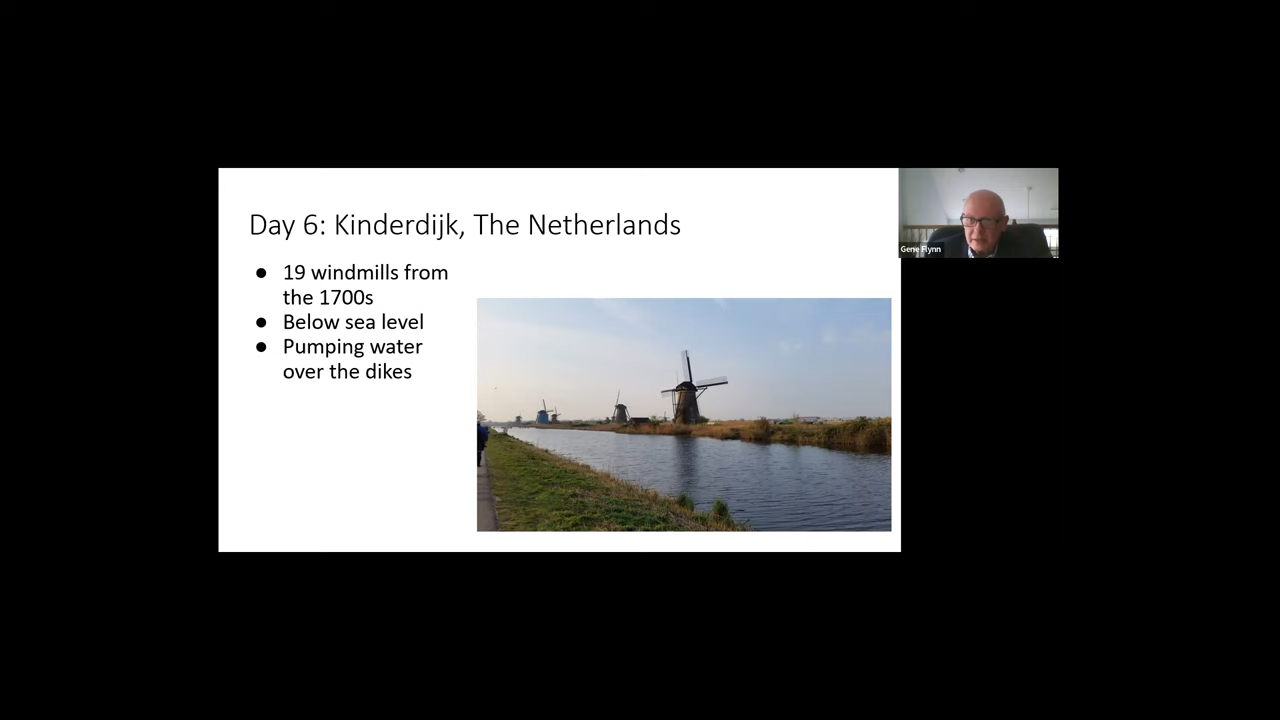 Day 6: Kinderdijk, The Netherlands
● 19 windmills from
the 1700s
● Below sea level
● Pumping water
over the dikes
Gene Flynn